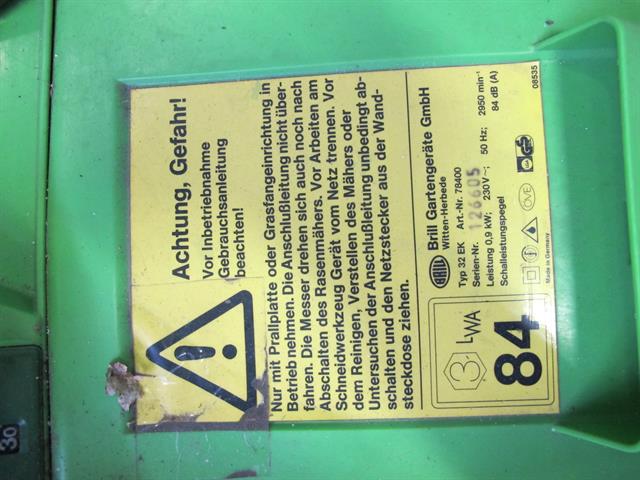 Achtung, Gefahr!
Vor Inbetriebnahme
Gebrauchsanleitung
beachten!
Nur mit Prallplatte oder Grasfangeinrichtung in
Betrieb nehmen. Die Anschlußleitung nicht über-
fahren. Die Messer drehen sich auch noch nach
Abschalten des Rasenmähers. Vor Arbeiten am
Schneidwerkzeug Gerät vom Netz trennen. Vor
dem Reinigen, Verstellen des Mähers oder
Untersuchen der Anschlußleitung unbedingt ab-
schalten und den Netzstecker aus der Wand-
steckdose ziehen.
BRILL
Brill Gartengeräte GmbH
Witten-Herbede
Typ 32 EK Art.-Nr. 78400
Serien-Nr. 126605
Leistung 0,9 kW; 230V~; 50 Hz; 2950 min-1
Schalleistungspegel 84 dB (A)
LWA
84
OVE
GS
Made in Germany
08535
30